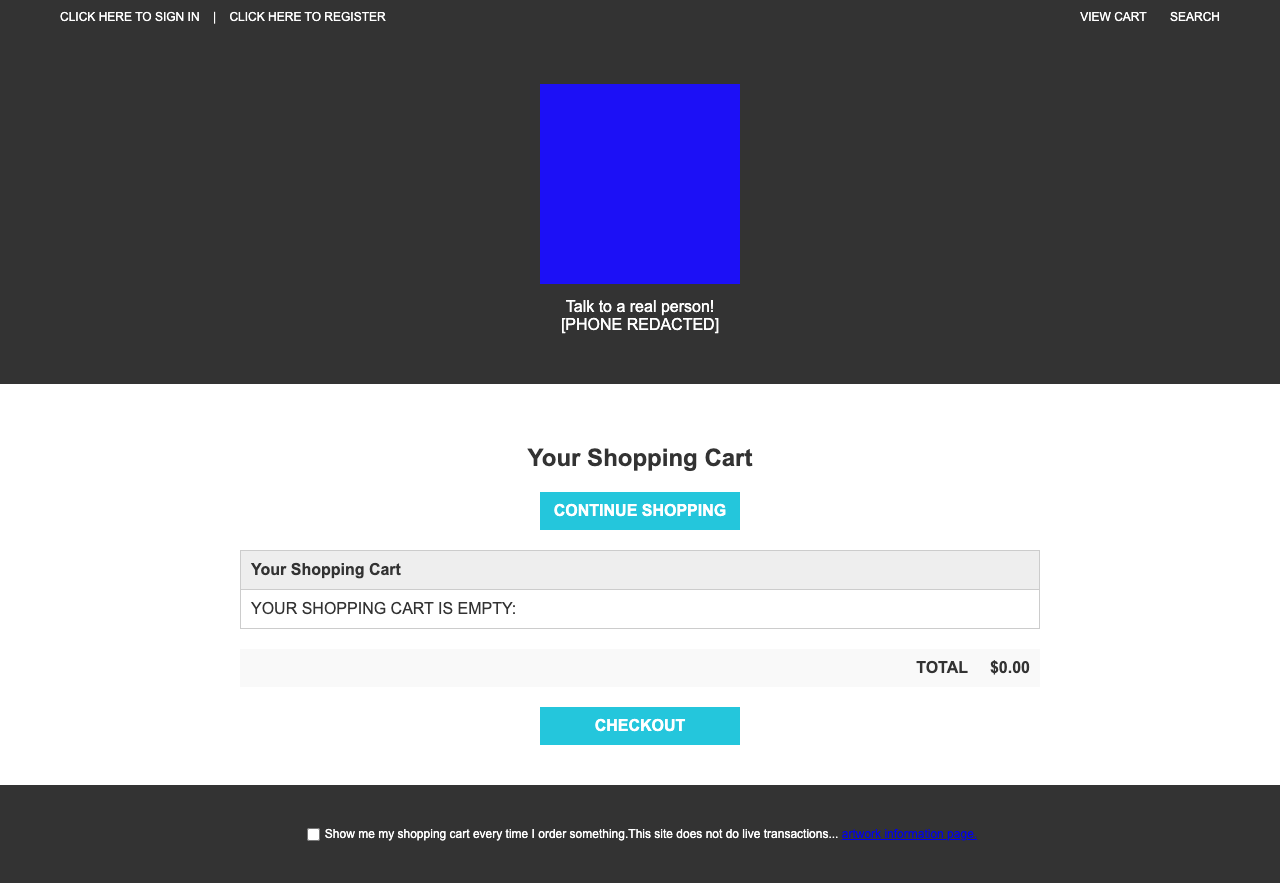 CLICK HERE TO SIGN IN | CLICK HERE TO REGISTER
VIEW CART SEARCH
Talk to a real person!
[PHONE REDACTED]
Your Shopping Cart
CONTINUE SHOPPING
Your Shopping Cart
YOUR SHOPPING CART IS EMPTY:
TOTAL $0.00
CHECKOUT
Show me my shopping cart every time I order something.This site does not do live transactions... artwork information page.